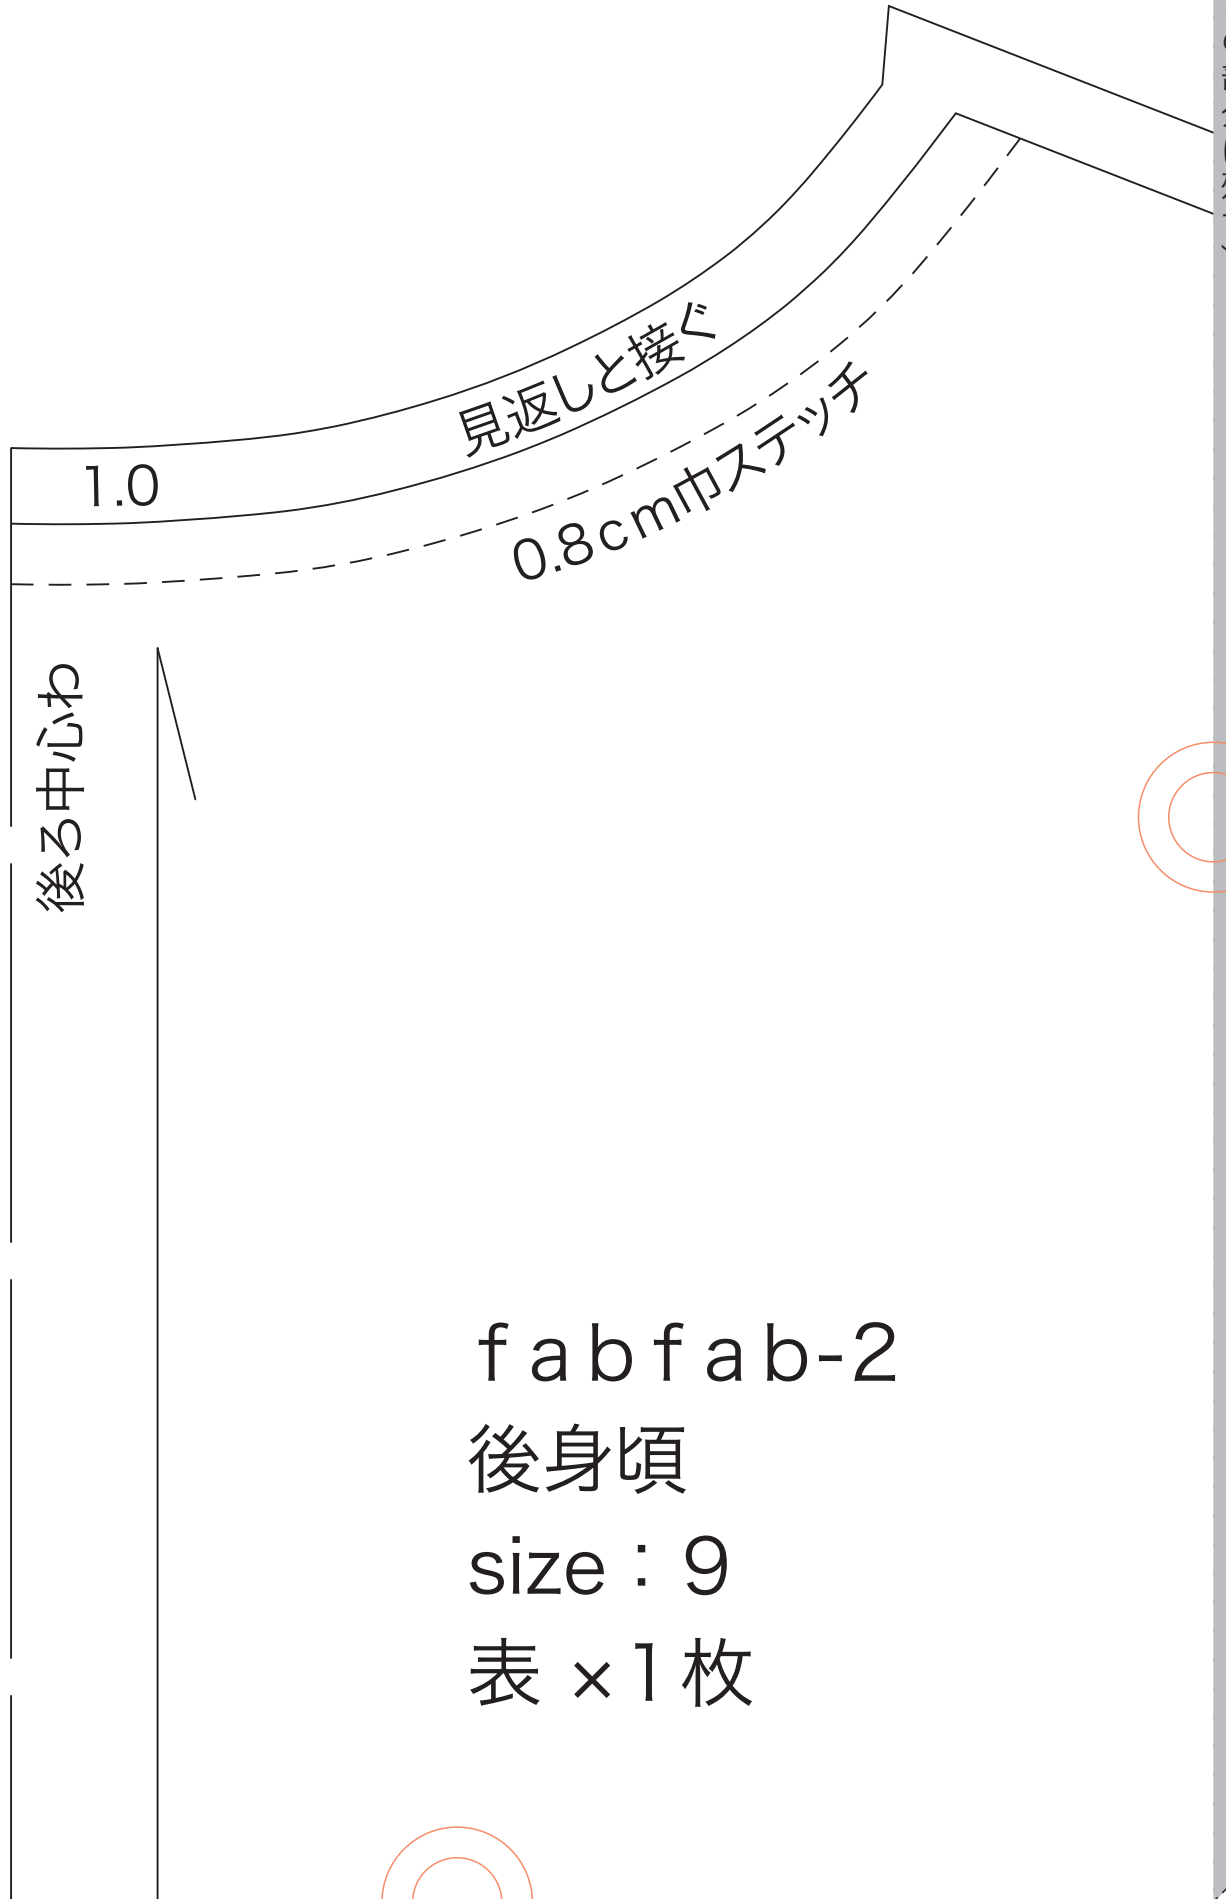 見返しと接ぐ
1.0
0.8cm巾ステッチ
後ろ中心わ
fabfab-2
後身頃
size：9
表 ×1枚